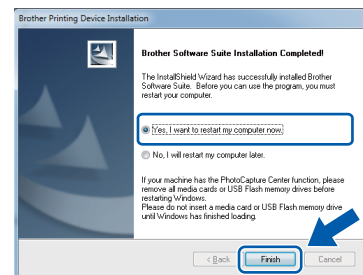 Brother Printing Device Installation
Brother Software Suite Installation Completed!
The InstallShield Wizard has successfully installed Brother
Software Suite. Before you can use the program, you must
restart your computer.
Yes, I want to restart my computer now.
No, I will restart my computer later.
If your machine has the PhotoCapture Center function, please
remove all media cards or USB Flash memory drives before
restarting Windows.
Please do not insert a media card or USB Flash memory drive
until Windows has finished loading.
< Back
Finish
Cancel